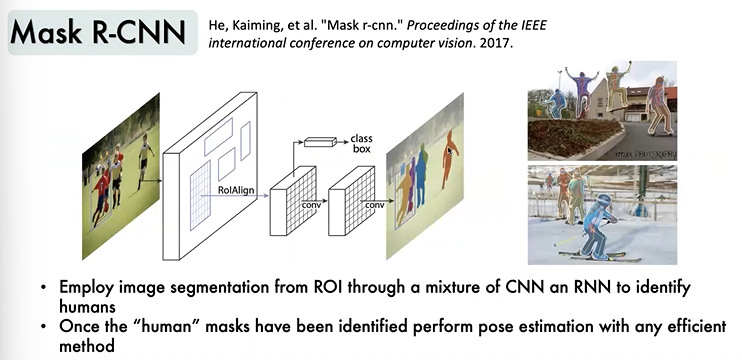 Mask R-CNN
He, Kaiming, et al. "Mask r-cnn." Proceedings of the IEEE
international conference on computer vision. 2017.
class
box
RoIAlign
conv
conv
• Employ image segmentation from ROI through a mixture of CNN an RNN to identify
humans
• Once the “human” masks have been identified perform pose estimation with any efficient
method